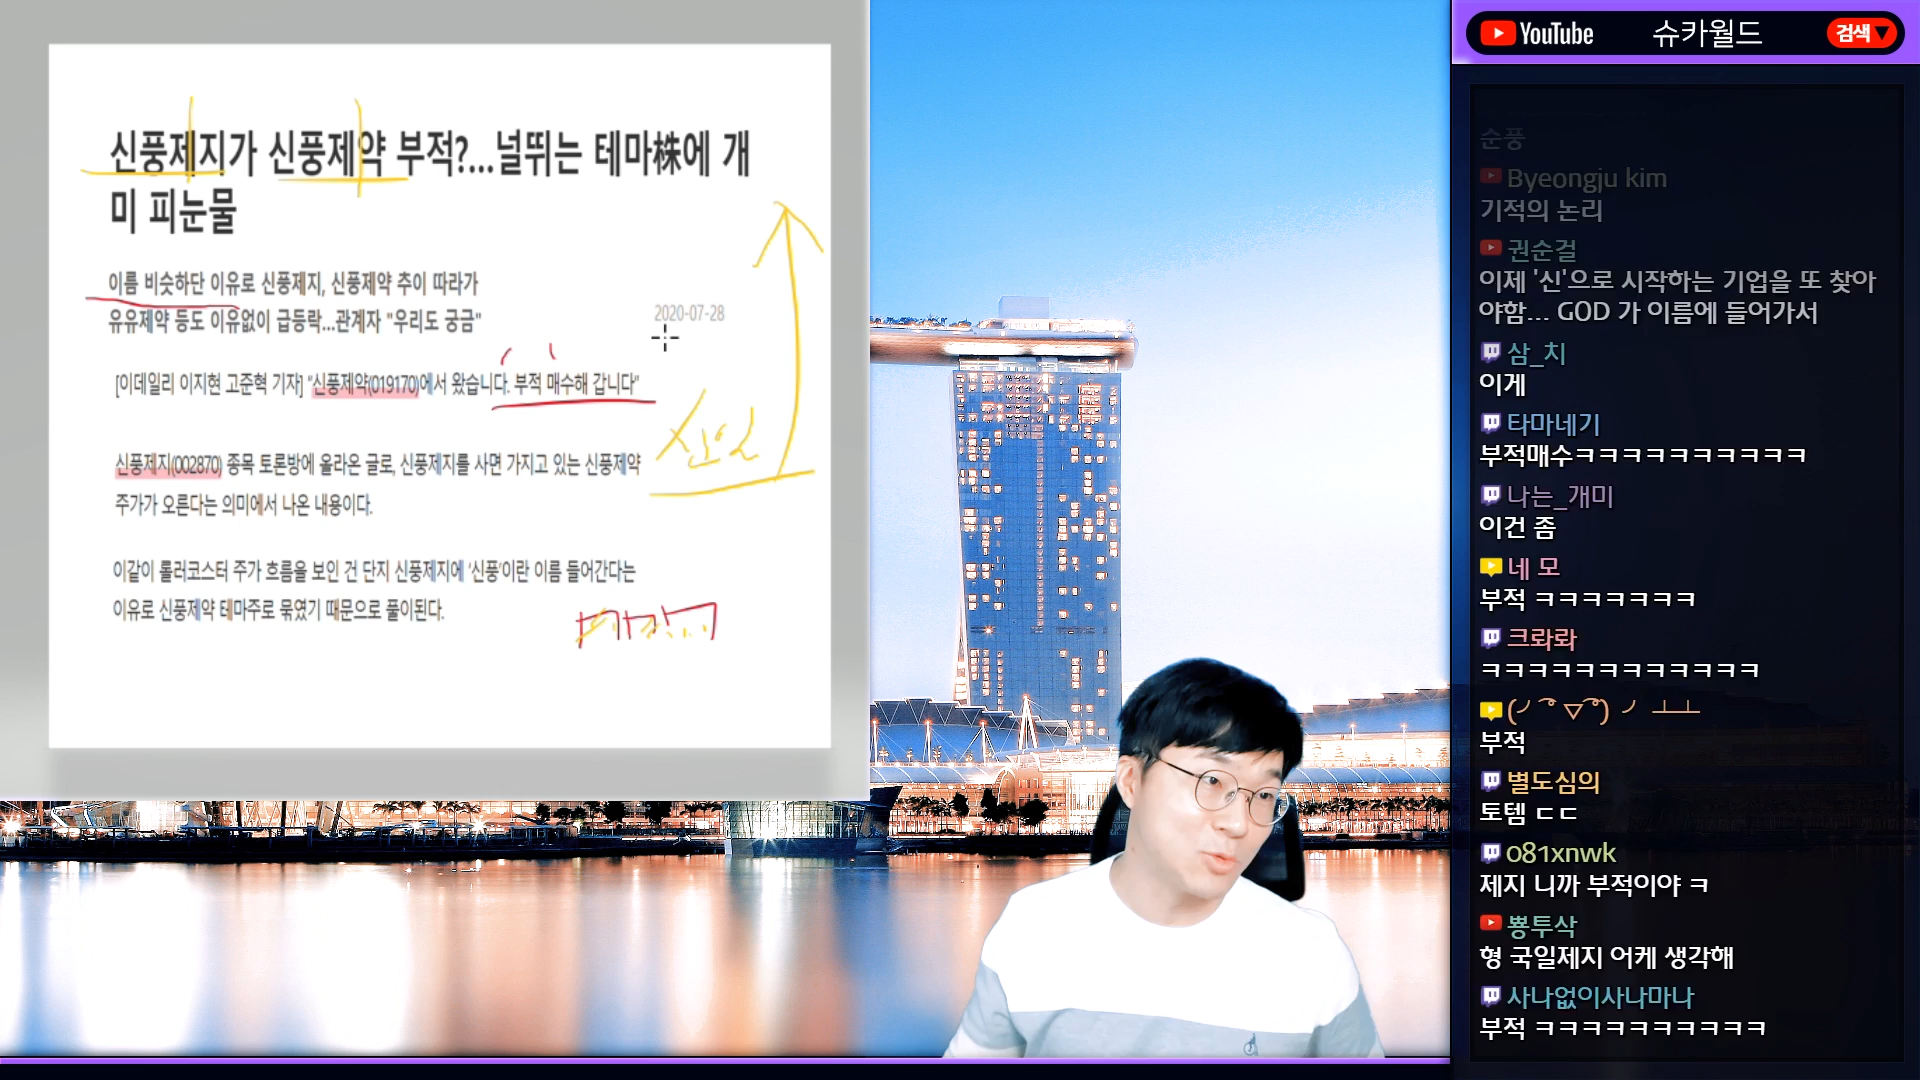 신풍제지가 신풍제약 부적?...널뛰는 테마株에 개
미 피눈물
이름 비슷하단 이유로 신풍제지, 신풍제약 추이 따라가
유유제약 등도 이유없이 급등락...관계자 "우리도 궁금"
2020-07-28
[이데일리 이지현 고준혁 기자] "신풍제약(019170)에서 왔습니다. 부적 매수해 갑니다"
신풍제지(002870) 종목 토론방에 올라온 글로, 신풍제지를 사면 가지고 있는 신풍제약
주가가 오른다는 의미에서 나온 내용이다.
이같이 롤러코스터 주가 흐름을 보인 건 단지 신풍제지에 '신풍'이란 이름 들어간다는
이유로 신풍제약 테마주로 묶였기 때문으로 풀이된다.
YouTube 슈카월드 검색▼
순풍
Byeongju kim
기적의 논리
권순걸
이제 '신'으로 시작하는 기업을 또 찾아
야함... GOD 가 이름에 들어가서
삼_치
이게
타마네기
부적매수ㅋㅋㅋㅋㅋㅋㅋㅋㅋㅋ
나는_개미
이건 좀
네 모
부적 ㅋㅋㅋㅋㅋㅋㅋ
크롸롸
ㅋㅋㅋㅋㅋㅋㅋㅋㅋㅋㅋㅋ
(╯ ͡° ▽ ͡°) ╯ ┻┻
부적
별도심의
토템 ㄷㄷ
081xnwk
제지 니까 부적이야 ㅋ
뿅투삭
형 국일제지 어케 생각해
사나없이사나마나
부적 ㅋㅋㅋㅋㅋㅋㅋㅋㅋㅋ